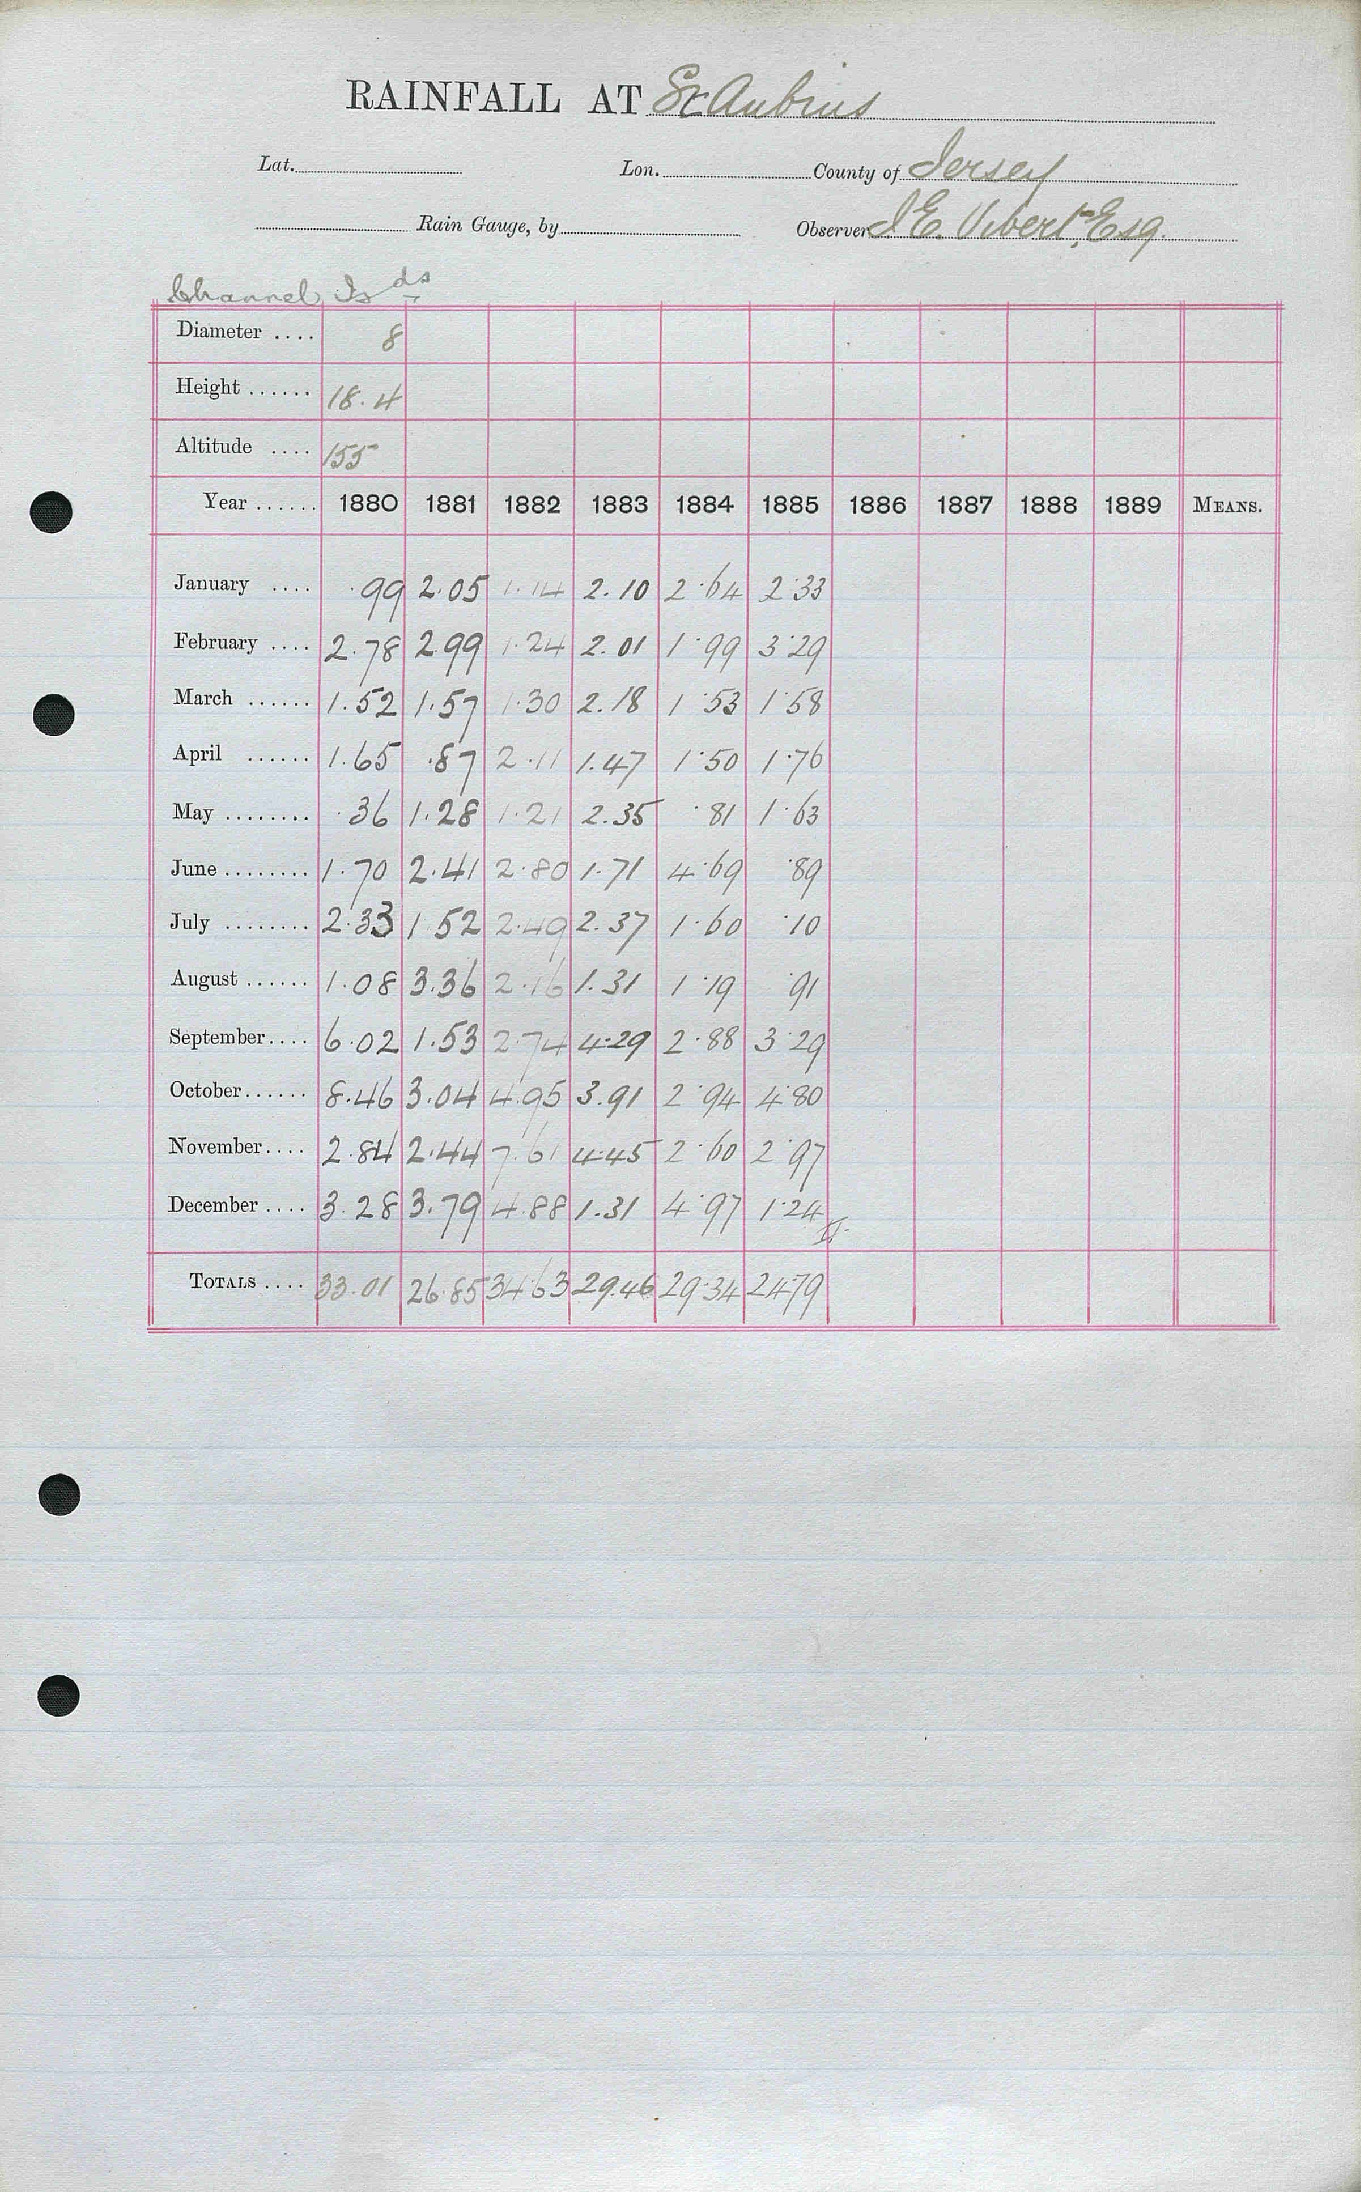 RAINFALL AT St Aubins
Lat. Lon. County of Jersey
Rain Gauge, by Observer J E. Vibert, Esq.
Channel Is ds
Diameter .... 8
Height ...... 18.4
Altitude .... 155
Year ...... 1880 1881 1882 1883 1884 1885 1886 1887 1888 1889 MEANS.
January .... .99 2.05 1.14 2.10 2.64 2.33
February .... 2.78 2.99 1.24 2.01 1.99 3.29
March ...... 1.52 1.57 1.30 2.18 1.53 1.58
April ...... 1.65 .87 2.11 1.47 1.50 1.76
May ........ .36 1.28 1.21 2.35 .81 1.63
June ........ 1.70 2.41 2.80 1.71 4.69 .89
July ........ 2.33 1.52 2.49 2.37 1.60 .10
August ...... 1.08 3.36 2.16 1.31 1.19 .91
September.... 6.02 1.53 2.74 4.29 2.88 3.29
October...... 8.46 3.04 4.95 3.91 2.94 4.80
November.... 2.84 2.44 7.61 4.45 2.60 2.97
December .... 3.28 3.79 4.88 1.31 4.97 1.24
TOTALS .... 33.01 26.85 34.63 29.46 29.34 24.79